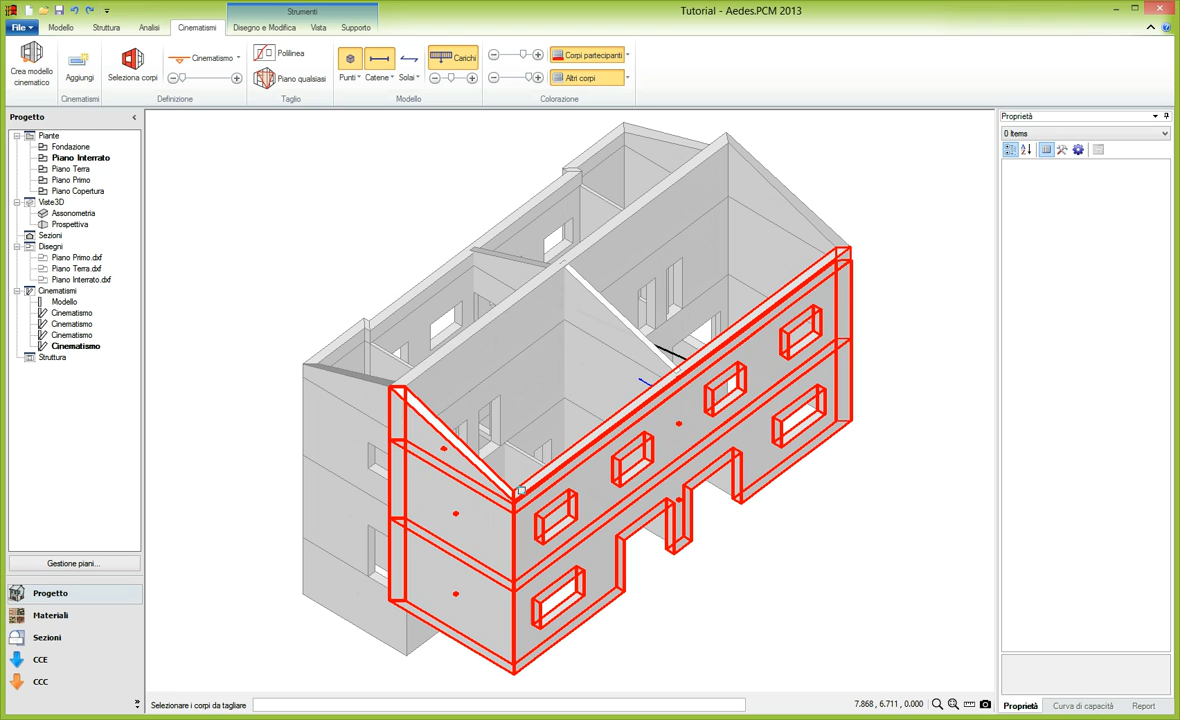 Tutorial - Aedes.PCM 2013
Strumenti
File
Modello
Struttura
Analisi
Cinematismi
Disegno e Modifica
Vista
Supporto
Crea modello
cinematico
Aggiungi
Cinematismi
Seleziona corpi
Cinematismo
Definizione
Polilinea
Piano qualsiasi
Taglio
Punti
Catene
Solai
Carichi
Modello
Corpi partecipanti
Altri corpi
Colorazione
Progetto
Piante
Fondazione
Piano Interrato
Piano Terra
Piano Primo
Piano Copertura
Viste3D
Assonometria
Prospettiva
Sezioni
Disegni
Piano Primo.dxf
Piano Terra.dxf
Piano Interrato.dxf
Cinematismi
Modello
Cinematismo
Cinematismo
Cinematismo
Cinematismo
Struttura
Gestione piani...
Progetto
Materiali
Sezioni
CCE
CCC
Selezionare i corpi da tagliare
7.868 , 6.711 , 0.000
Proprietà
0 Items
Proprietà
Curva di capacità
Report